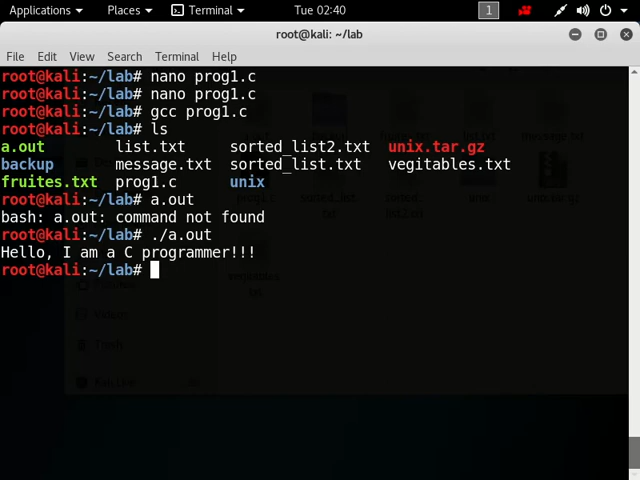 Applications Places Terminal Tue 02:40 1
root@kali: ~/lab
File Edit View Search Terminal Help
root@kali:~/lab# nano prog1.c
root@kali:~/lab# nano prog1.c
root@kali:~/lab# gcc prog1.c
root@kali:~/lab# ls
a.out list.txt sorted_list2.txt unix.tar.gz
backup message.txt sorted_list.txt vegitables.txt
fruites.txt prog1.c unix
root@kali:~/lab# a.out
bash: a.out: command not found
root@kali:~/lab# ./a.out
Hello, I am a C programmer!!!
root@kali:~/lab#